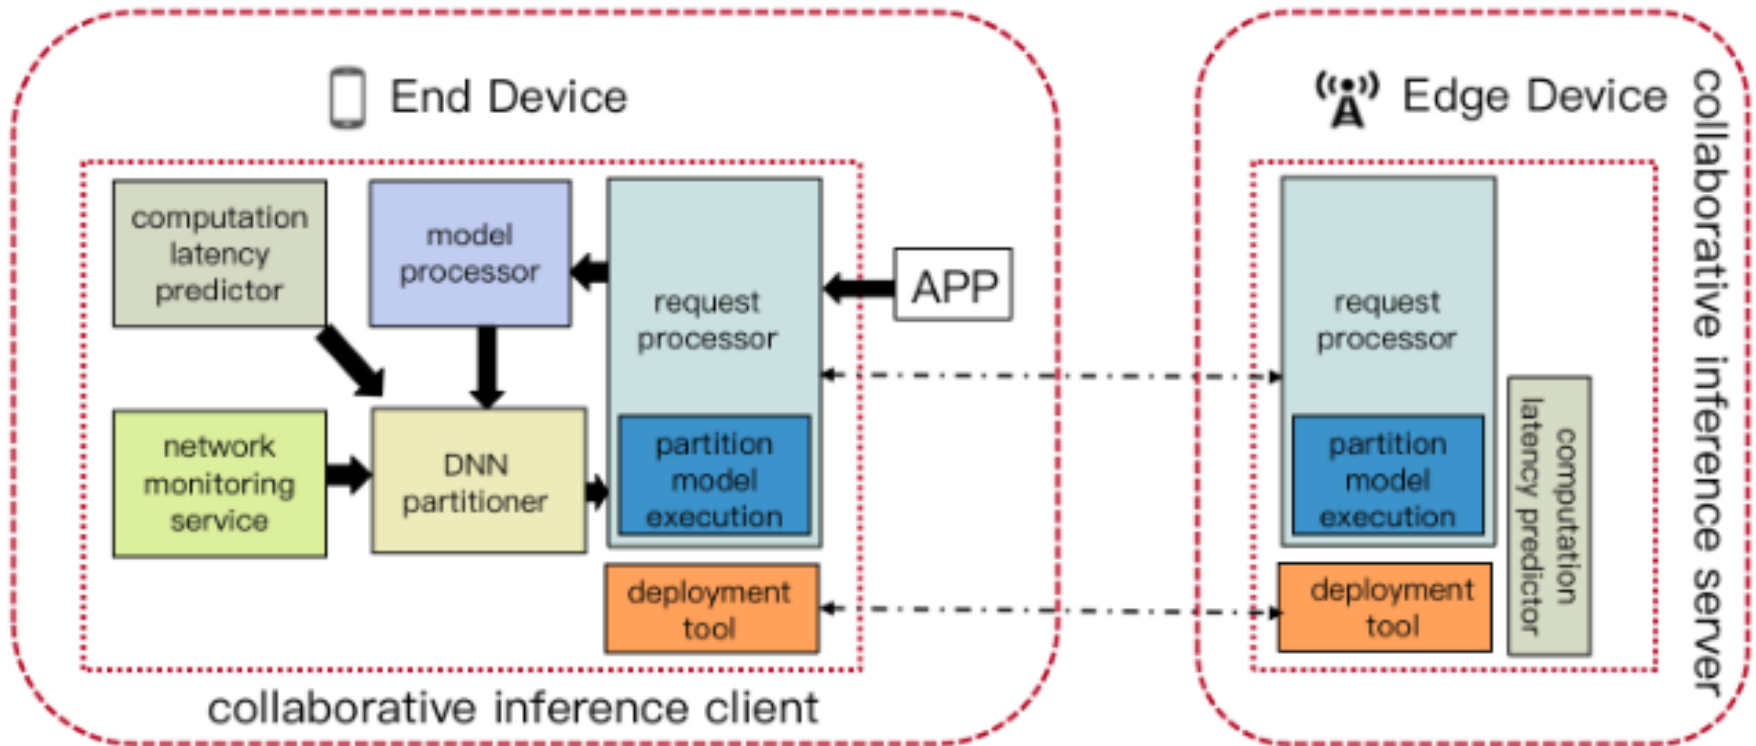 End Device
computation
latency
predictor
model
processor
request
processor
APP
network
monitoring
service
DNN
partitioner
partition
model
execution
deployment
tool
collaborative inference client
Edge Device
request
processor
partition
model
execution
deployment
tool
computation
latency predictor
collaborative inference server